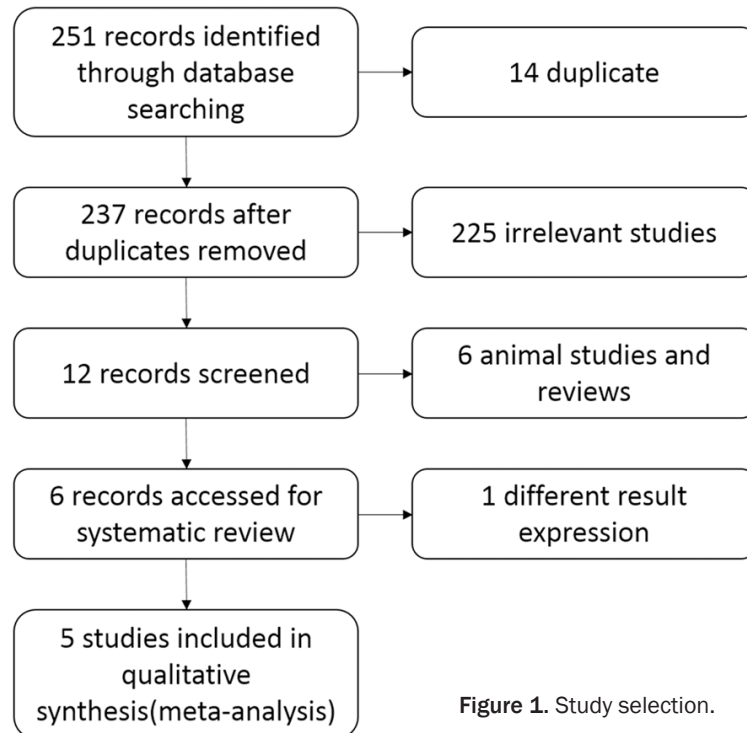 251 records identified
through database
searching
14 duplicate
237 records after
duplicates removed
225 irrelevant studies
12 records screened
6 animal studies and
reviews
6 records accessed for
systematic review
1 different result
expression
5 studies included in
qualitative
synthesis(meta-analysis)
Figure 1. Study selection.